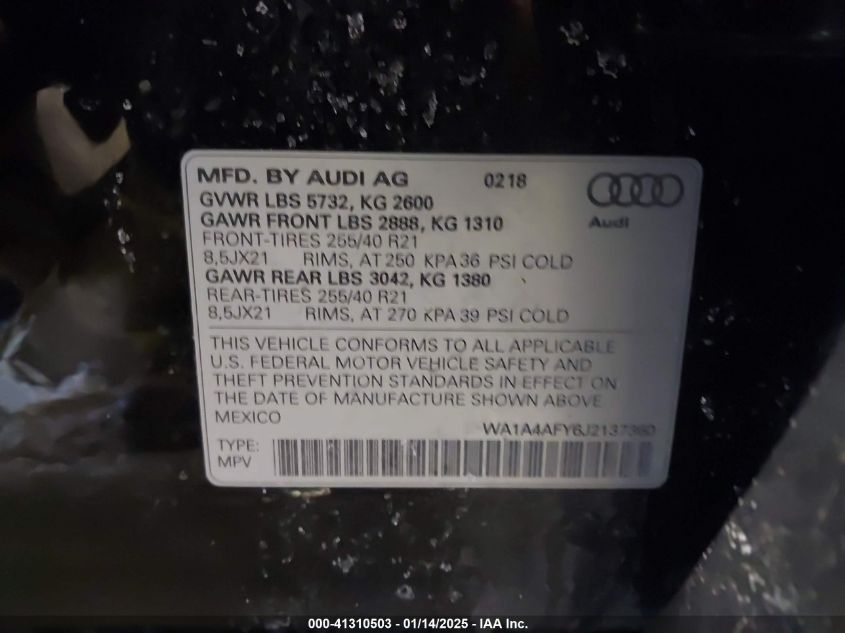 MFD. BY AUDI AG 0218
GVWR LBS 5732, KG 2600
GAWR FRONT LBS 2888, KG 1310
Audi
FRONT-TIRES 255/40 R21
8,5JX21 RIMS, AT 250 KPA 36 PSI COLD
GAWR REAR LBS 3042, KG 1380
REAR-TIRES 255/40 R21
8,5JX21 RIMS, AT 270 KPA 39 PSI COLD
THIS VEHICLE CONFORMS TO ALL APPLICABLE
U.S. FEDERAL MOTOR VEHICLE SAFETY AND
THEFT PREVENTION STANDARDS IN EFFECT ON
THE DATE OF MANUFACTURE SHOWN ABOVE
MEXICO
WA1A4AFY6J2137360
TYPE:
MPV
000-41310503 - 01/14/2025 - IAA Inc.